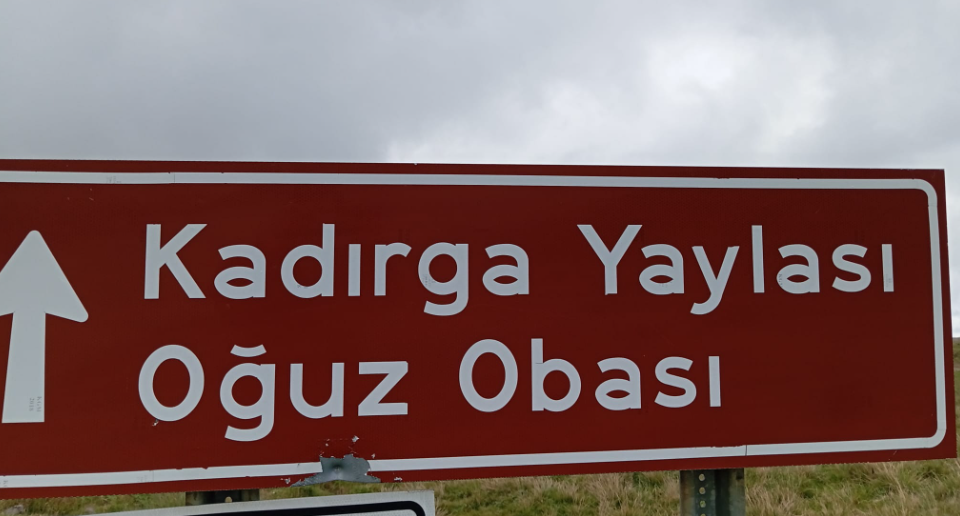 Kadırga Yaylası
Oğuz Obası